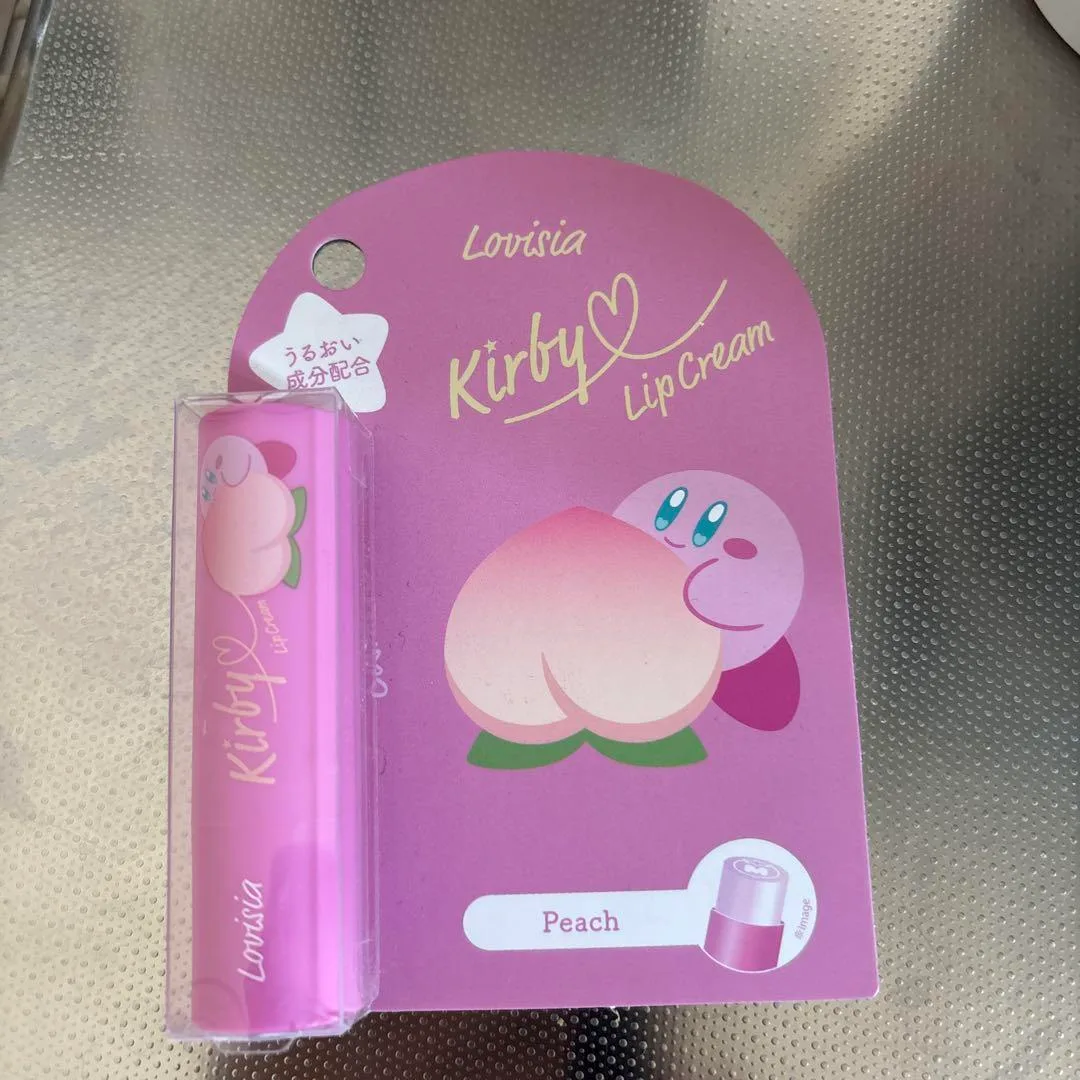 Lovisia
Kirby
Lip Cream
うるおい
成分配合
Kirby
Lip Cream
Lovisia
Peach
※Image